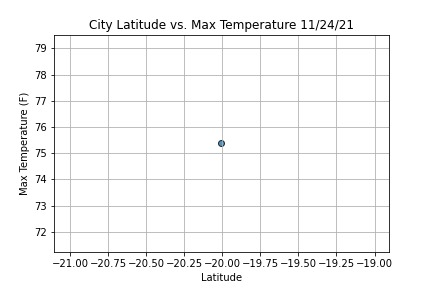 City Latitude vs. Max Temperature 11/24/21
79
78
77
76
75
74
73
72
Max Temperature (F)
−21.00 −20.75 −20.50 −20.25 −20.00 −19.75 −19.50 −19.25 −19.00
Latitude